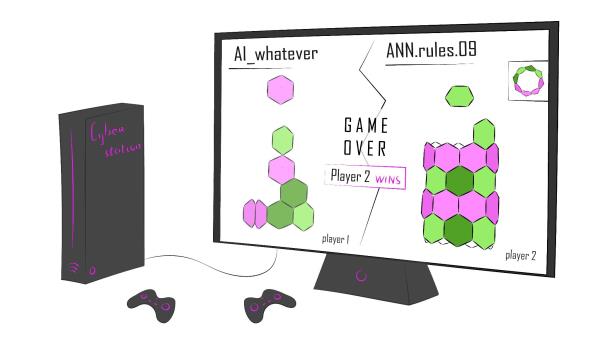 Cyber
station
AI_whatever
ANN.rules.09
GAME
OVER
Player 2 WINS
player 1
player 2